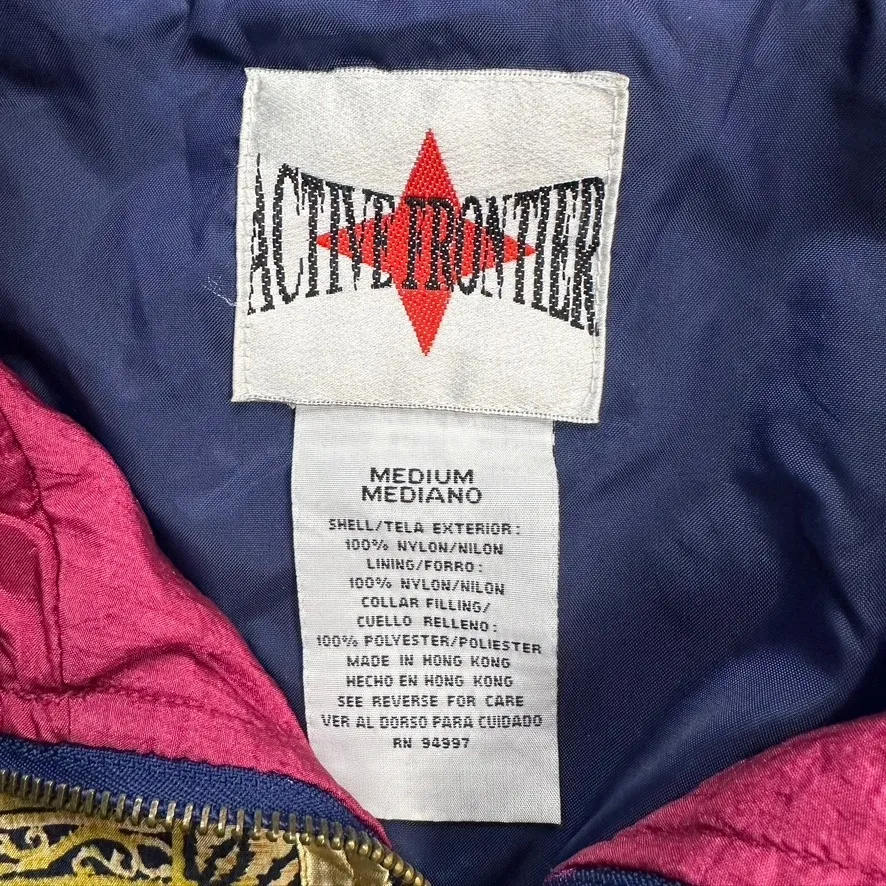 ACTIVE FRONTIER
MEDIUM
MEDIANO
SHELL/TELA EXTERIOR:
100% NYLON/NILON
LINING/FORRO:
100% NYLON/NILON
COLLAR FILLING/
CUELLO RELLENO:
100% POLYESTER/POLIESTER
MADE IN HONG KONG
HECHO EN HONG KONG
SEE REVERSE FOR CARE
VER AL DORSO PARA CUIDADO
RN 94997